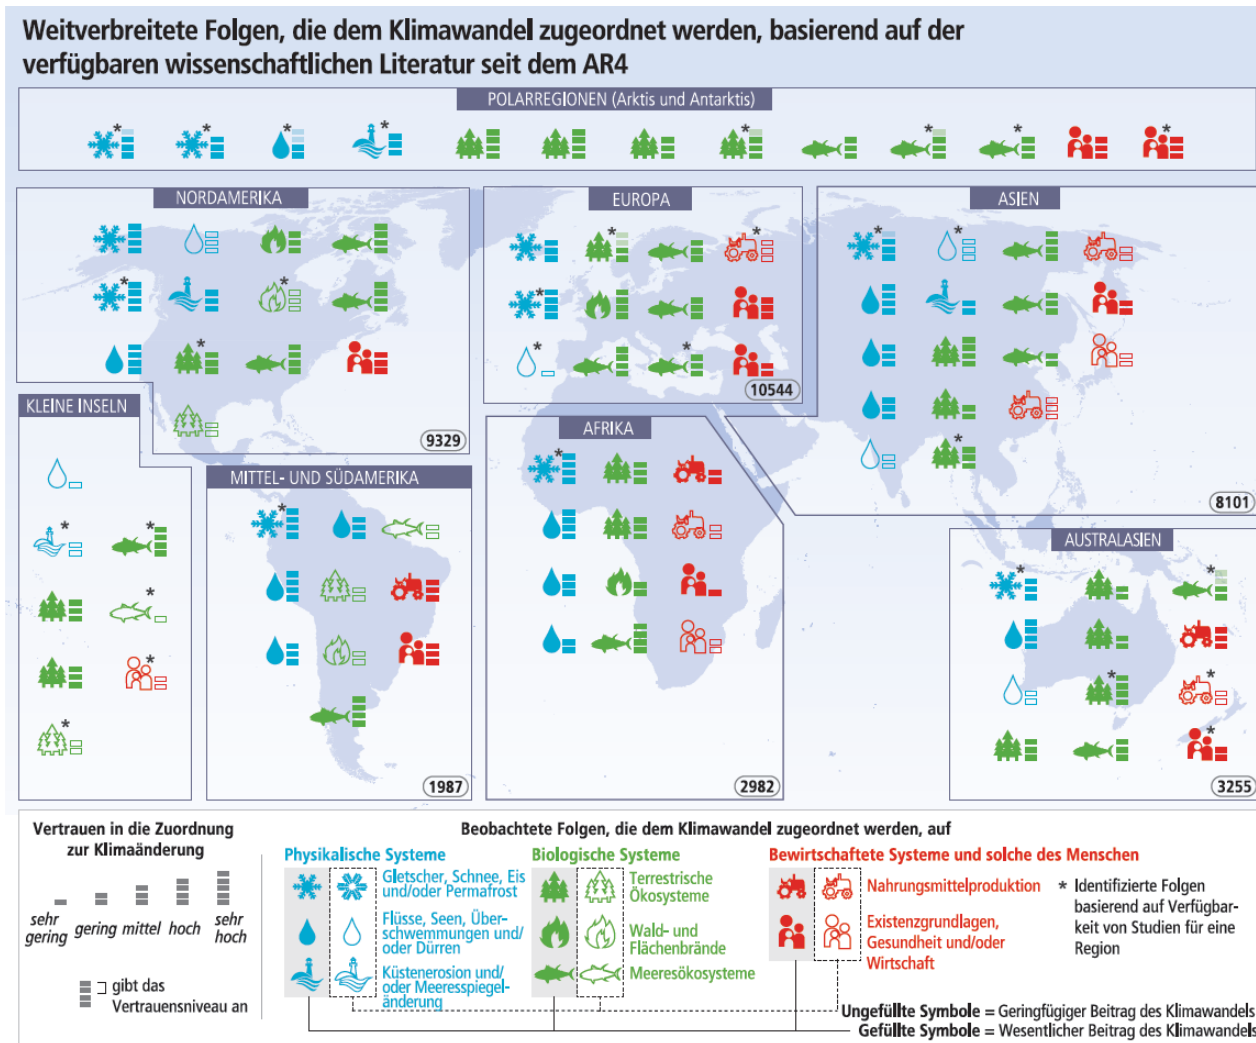 Weitverbreitete Folgen, die dem Klimawandel zugeordnet werden, basierend auf der
verfügbaren wissenschaftlichen Literatur seit dem AR4
POLARREGIONEN (Arktis und Antarktis)
* * * * * * * *
NORDAMERIKA
* * *
9329
EUROPA
* * * * * *
10544
ASIEN
* * *
8101
KLEINE INSELN
* * * * *
MITTEL- UND SÜDAMERIKA
*
1987
AFRIKA
*
2982
AUSTRALASIEN
* * * * *
3255
Vertrauen in die Zuordnung
zur Klimaänderung
sehr
gering
gering
mittel
hoch
sehr
hoch
gibt das
Vertrauensniveau an
Beobachtete Folgen, die dem Klimawandel zugeordnet werden, auf
Physikalische Systeme
Gletscher, Schnee, Eis
und/oder Permafrost
Flüsse, Seen, Über-
schwemmungen und/
oder Dürren
Küstenerosion und/
oder Meeresspiegel-
änderung
Biologische Systeme
Terrestrische
Ökosysteme
Wald- und
Flächenbrände
Meeresökosysteme
Bewirtschaftete Systeme und solche des Menschen
Nahrungsmittelproduktion
Existenzgrundlagen,
Gesundheit und/oder
Wirtschaft
* Identifizierte Folgen
basierend auf Verfügbar-
keit von Studien für eine
Region
Ungefüllte Symbole = Geringfügiger Beitrag des Klimawandels
Gefüllte Symbole = Wesentlicher Beitrag des Klimawandels